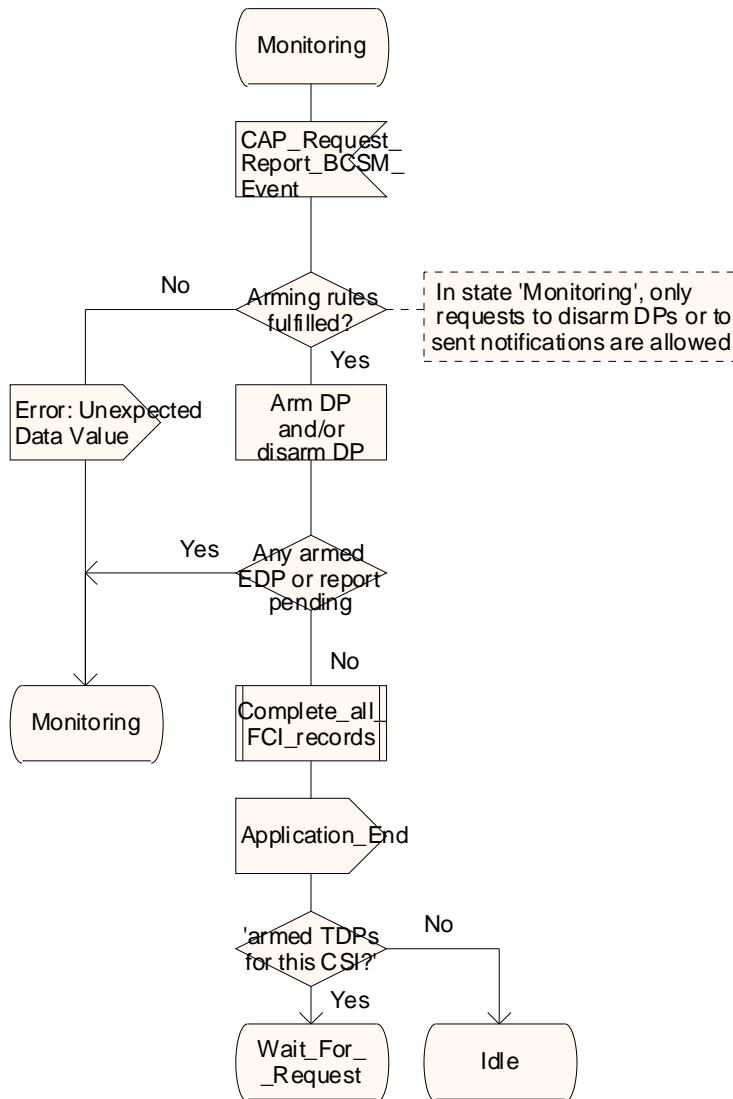 Monitoring
CAP_Request_
Report_BCSM_
Event
No
Arming rules
fulfilled?
In state 'Monitoring', only
requests to disarm DPs or to
sent notifications are allowed
Yes
Error: Unexpected
Data Value
Arm DP
and/or
disarm DP
Yes
Any armed
EDP or report
pending
No
Monitoring
Complete_all_
FCI_records
Application_End
'armed TDPs
for this CSI?'
No
Yes
Wait_For_
_Request
Idle